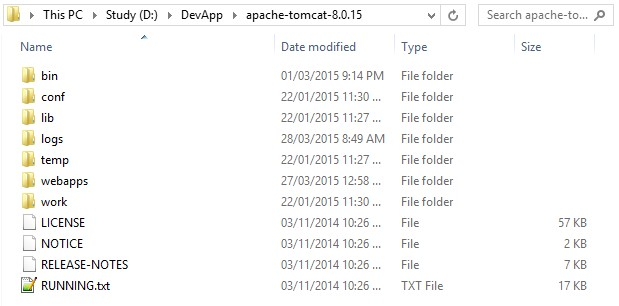 This PC Study (D:) DevApp apache-tomcat-8.0.15 Search apache-to...
Name Date modified Type Size
bin 01/03/2015 9:14 PM File folder
conf 22/01/2015 11:30 ... File folder
lib 22/01/2015 11:27 ... File folder
logs 28/03/2015 8:49 AM File folder
temp 22/01/2015 11:27 ... File folder
webapps 27/03/2015 12:58 ... File folder
work 22/01/2015 11:30 ... File folder
LICENSE 03/11/2014 10:26 ... File 57 KB
NOTICE 03/11/2014 10:26 ... File 2 KB
RELEASE-NOTES 03/11/2014 10:26 ... File 7 KB
RUNNING.txt 03/11/2014 10:26 ... TXT File 17 KB